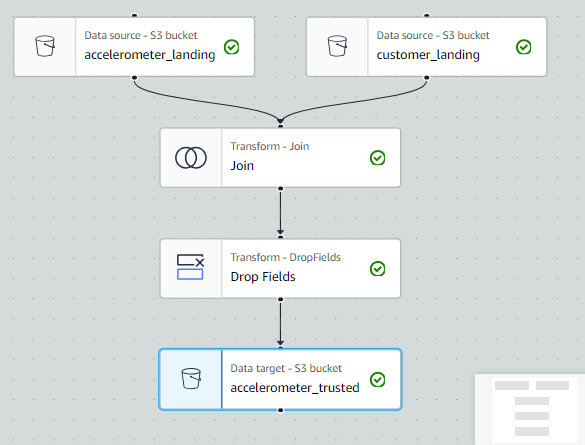 Data source - S3 bucket
accelerometer_landing
Data source - S3 bucket
customer_landing
Transform - Join
Join
Transform - DropFields
Drop Fields
Data target - S3 bucket
accelerometer_trusted